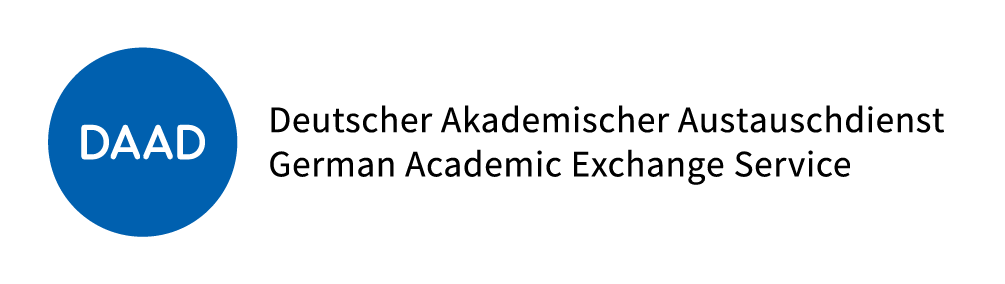 DAAD
Deutscher Akademischer Austauschdienst
German Academic Exchange Service